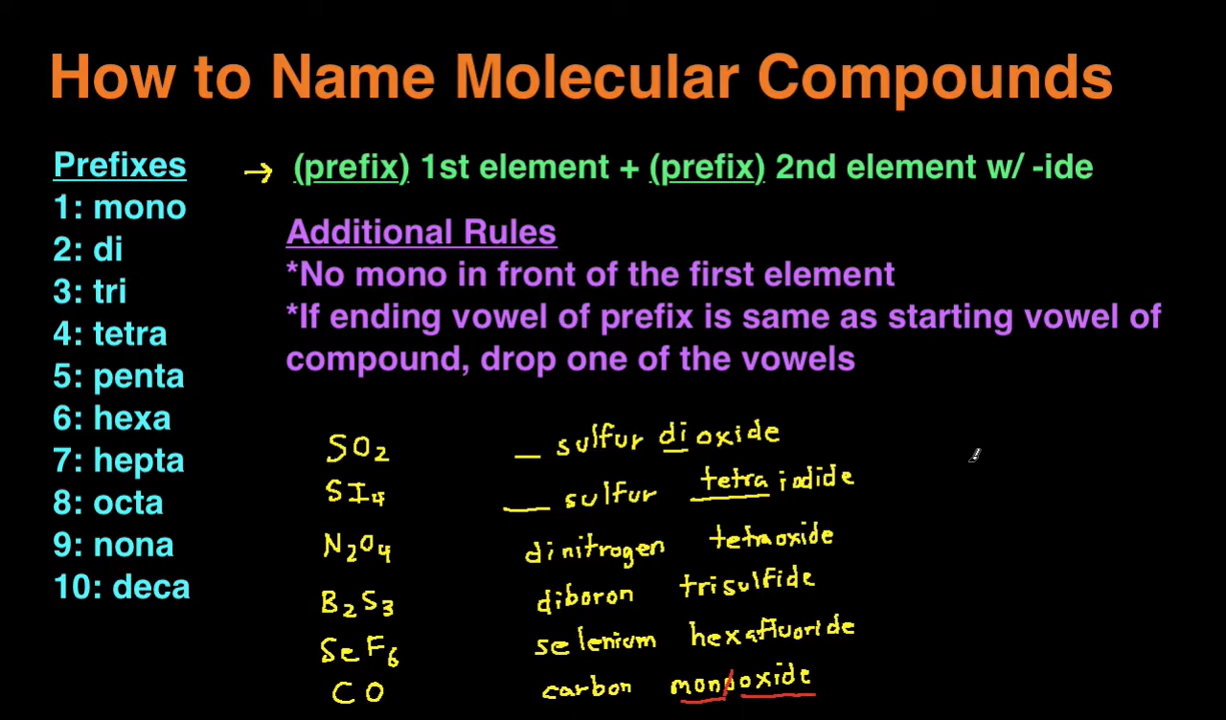 How to Name Molecular Compounds
Prefixes
1: mono
2: di
3: tri
4: tetra
5: penta
6: hexa
7: hepta
8: octa
9: nona
10: deca
→ (prefix) 1st element + (prefix) 2nd element w/ -ide
Additional Rules
*No mono in front of the first element
*If ending vowel of prefix is same as starting vowel of
compound, drop one of the vowels
SO₂ __ sulfur dioxide
SI₄ __ sulfur tetraiodide
N₂O₄ dinitrogen tetraoxide
B₂S₃ diboron trisulfide
SeF₆ selenium hexafluoride
CO carbon monooxide